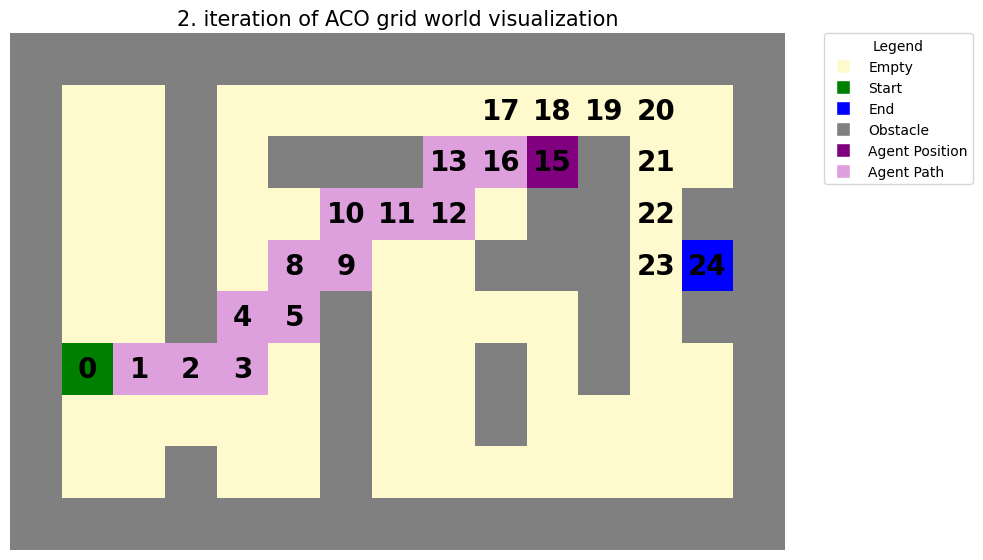 2. iteration of ACO grid world visualization
17 18 19 20
13 16 15 21
10 11 12 22
8 9 23 24
4 5
0 1 2 3
Legend
Empty
Start
End
Obstacle
Agent Position
Agent Path